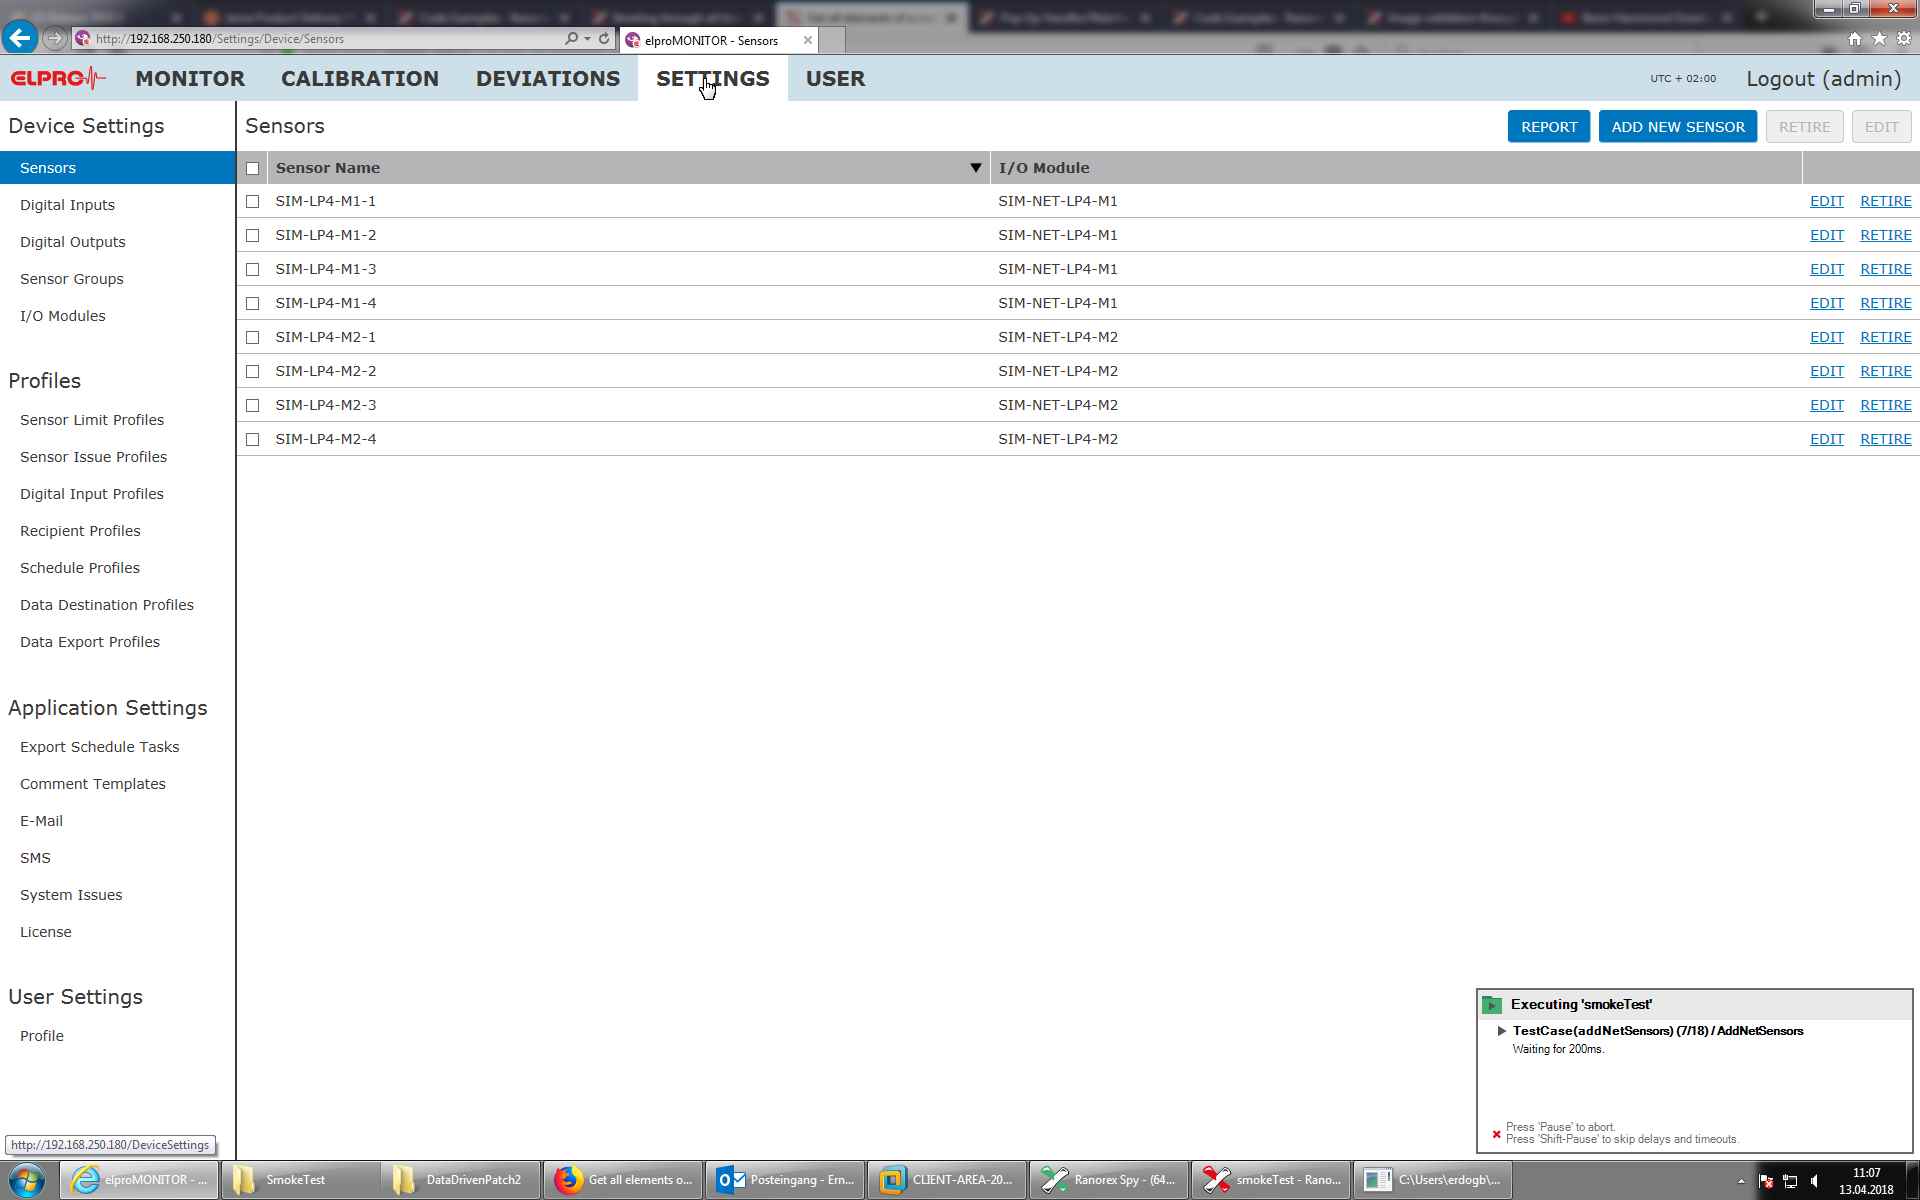 http://192.168.250.180/Settings/Device/Sensors
elproMONITOR - Sensors
ELPRO
MONITOR
CALIBRATION
DEVIATIONS
SETTINGS
USER
UTC + 02:00
Logout (admin)
Device Settings
Sensors
Digital Inputs
Digital Outputs
Sensor Groups
I/O Modules
Profiles
Sensor Limit Profiles
Sensor Issue Profiles
Digital Input Profiles
Recipient Profiles
Schedule Profiles
Data Destination Profiles
Data Export Profiles
Application Settings
Export Schedule Tasks
Comment Templates
E-Mail
SMS
System Issues
License
User Settings
Profile
http://192.168.250.180/DeviceSettings
Sensors
REPORT
ADD NEW SENSOR
RETIRE
EDIT
Sensor Name I/O Module
SIM-LP4-M1-1 SIM-NET-LP4-M1 EDIT RETIRE
SIM-LP4-M1-2 SIM-NET-LP4-M1 EDIT RETIRE
SIM-LP4-M1-3 SIM-NET-LP4-M1 EDIT RETIRE
SIM-LP4-M1-4 SIM-NET-LP4-M1 EDIT RETIRE
SIM-LP4-M2-1 SIM-NET-LP4-M2 EDIT RETIRE
SIM-LP4-M2-2 SIM-NET-LP4-M2 EDIT RETIRE
SIM-LP4-M2-3 SIM-NET-LP4-M2 EDIT RETIRE
SIM-LP4-M2-4 SIM-NET-LP4-M2 EDIT RETIRE
Executing 'smokeTest'
TestCase(addNetSensors) (7/18) / AddNetSensors
Waiting for 200ms.
Press 'Pause' to abort.
Press 'Shift-Pause' to skip delays and timeouts.
elproMONITOR - ...
SmokeTest
DataDrivenPatch2
Get all elements o...
Posteingang - Ern...
CLIENT-AREA-20...
Ranorex Spy - (64...
smokeTest - Rano...
C:\Users\erdogb\...
11:07
13.04.2018